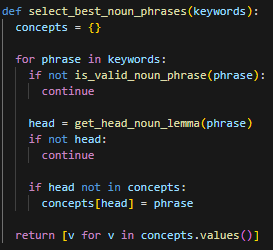 def select_best_noun_phrases(keywords):
    concepts = {}

    for phrase in keywords:
        if not is_valid_noun_phrase(phrase):
            continue

        head = get_head_noun_lemma(phrase)
        if not head:
            continue

        if head not in concepts:
            concepts[head] = phrase

    return [v for v in concepts.values()]